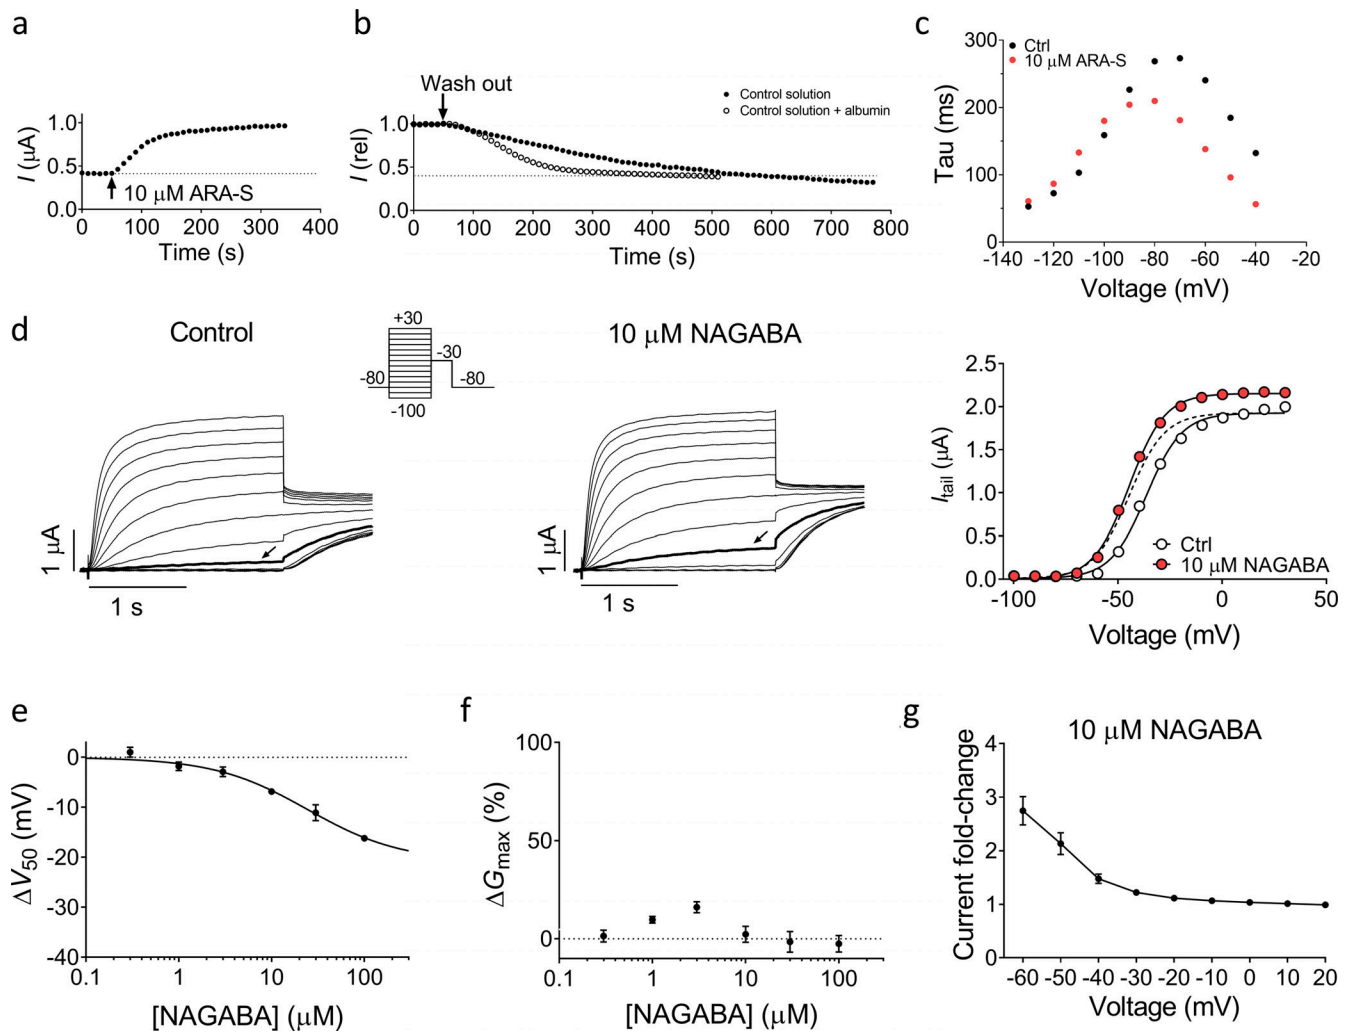 a
1.0
0.5
0.0
I (μA)
10 μM ARA-S
0 100 200 300 400
Time (s)
b
Wash out
Control solution
Control solution + albumin
1.0
0.5
0.0
I (rel)
0 100 200 300 400 500 600 700 800
Time (s)
c
300
200
100
0
Tau (ms)
Ctrl
10 μM ARA-S
-140 -120 -100 -80 -60 -40 -20
Voltage (mV)
d
Control
+30
-30
-80
-80
-100
10 μM NAGABA
1 μA
1 s
1 μA
1 s
2.5
2.0
1.5
1.0
0.5
0.0
Itail (μA)
Ctrl
10 μM NAGABA
-100 -50 0 50
Voltage (mV)
e
0
-10
-20
-30
-40
ΔV50 (mV)
0.1 1 10 100
[NAGABA] (μM)
f
100
50
0
ΔGmax (%)
0.1 1 10 100
[NAGABA] (μM)
g
10 μM NAGABA
4
3
2
1
0
Current fold-change
-60 -50 -40 -30 -20 -10 0 10 20
Voltage (mV)